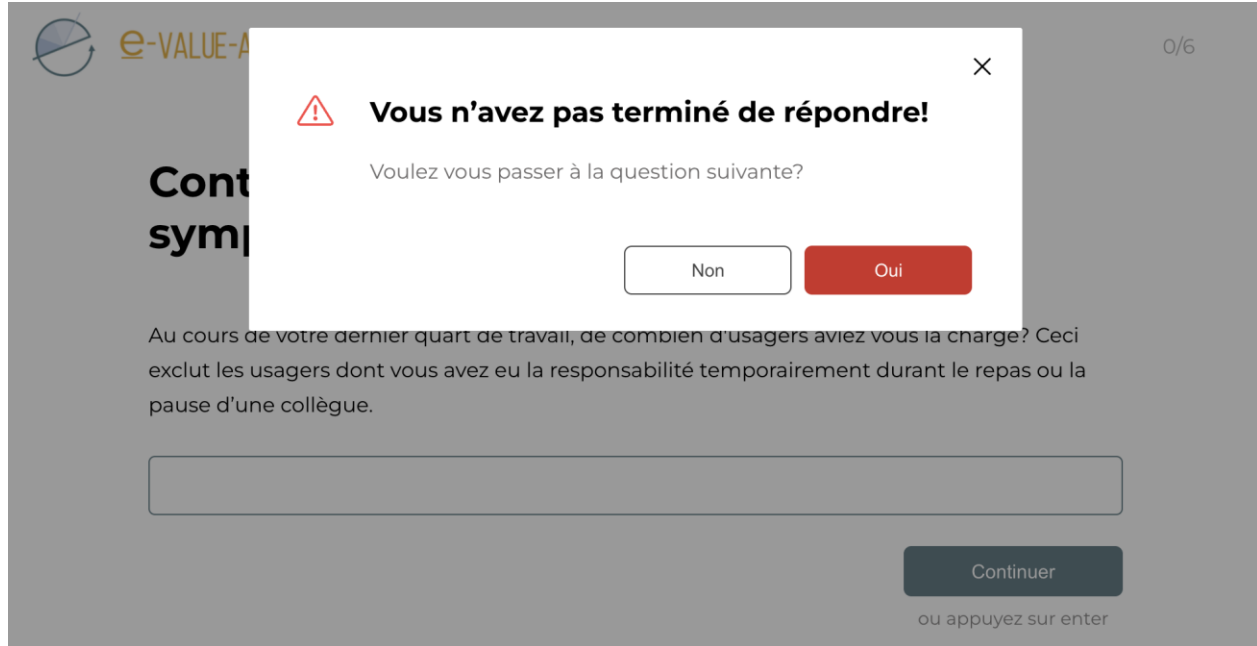 e-VALUE-A
0/6
Vous n’avez pas terminé de répondre!
Voulez vous passer à la question suivante?
Non
Oui
Cont
symp
Au cours de votre dernier quart de travail, de combien d'usagers aviez vous la charge? Ceci
exclut les usagers dont vous avez eu la responsabilité temporairement durant le repas ou la
pause d’une collègue.
Continuer
ou appuyez sur enter